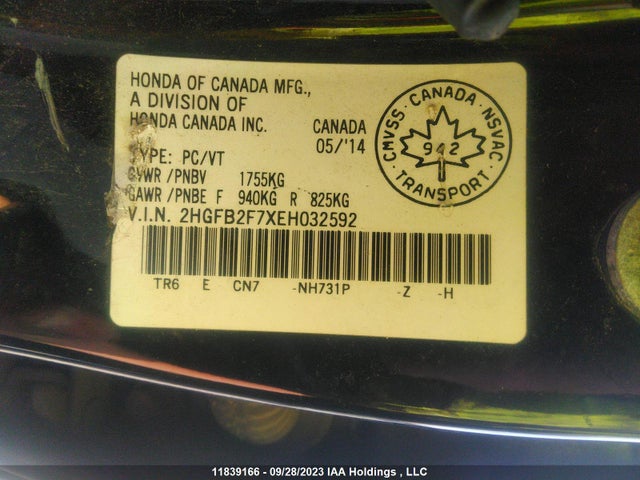 HONDA OF CANADA MFG.,
A DIVISION OF
HONDA CANADA INC.
CANADA
05/'14
TYPE: PC/VT
GVWR /PNBV 1755KG
GAWR /PNBE F 940KG R 825KG
V.I.N. 2HGFB2F7XEH032592
TR6 E CN7 -NH731P -Z -H
CMVSS · CANADA · NSVAC
942
· TRANSPORT ·
11839166 - 09/28/2023 IAA Holdings , LLC